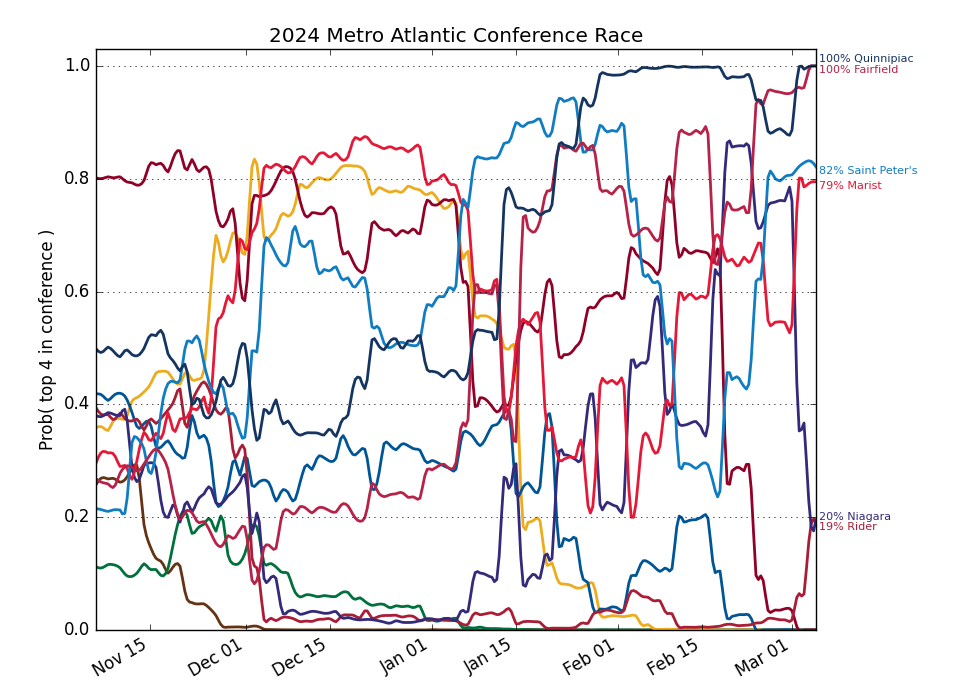 2024 Metro Atlantic Conference Race
Prob( top 4 in conference )
1.0
0.8
0.6
0.4
0.2
0.0
Nov 15
Dec 01
Dec 15
Jan 01
Jan 15
Feb 01
Feb 15
Mar 01
100% Quinnipiac
100% Fairfield
82% Saint Peter's
79% Marist
20% Niagara
19% Rider